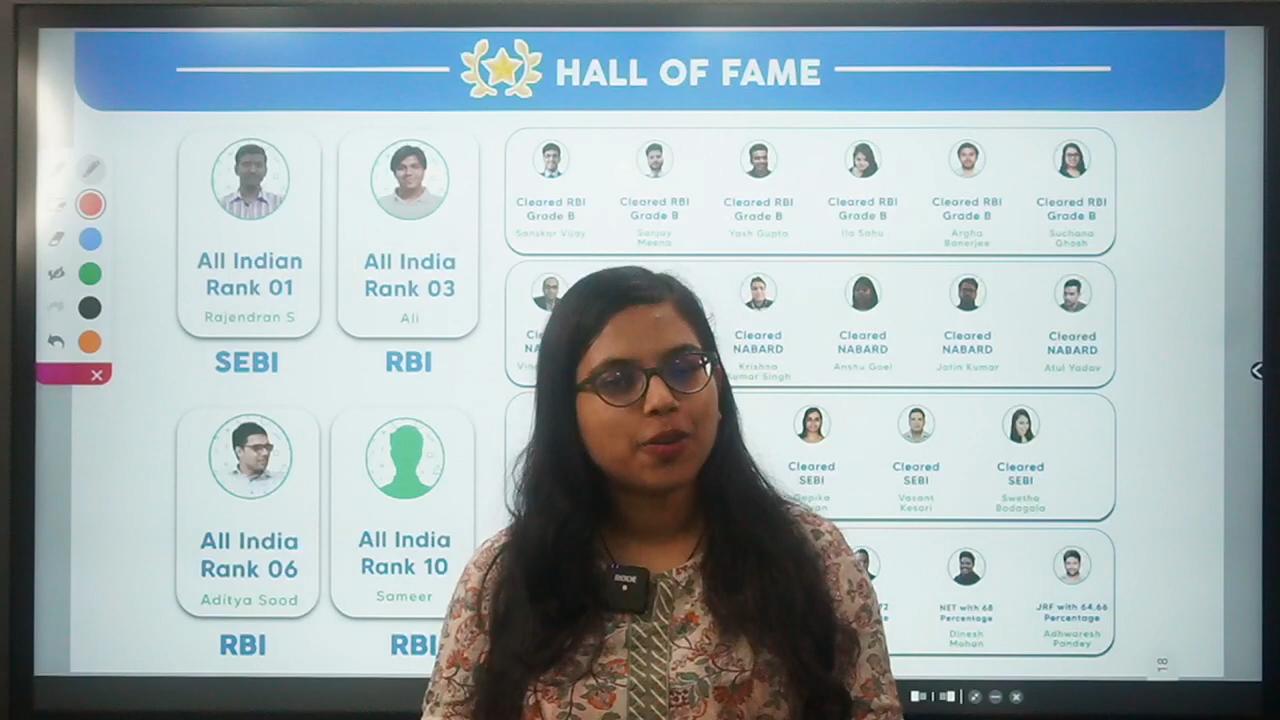 HALL OF FAME
All Indian
Rank 01
Rajendran S
SEBI
All India
Rank 03
Ali
RBI
All India
Rank 06
Aditya Sood
RBI
All India
Rank 10
Sameer
RBI
Cleared RBI
Grade B
Sanskar Vijay
Cleared RBI
Grade B
Sanjay
Meena
Cleared RBI
Grade B
Yash Gupta
Cleared RBI
Grade B
Ila Sahu
Cleared RBI
Grade B
Argha
Banerjee
Cleared RBI
Grade B
Suchana
Ghosh
Cleared
NABARD
Krishna
Kumar Singh
Cleared
NABARD
Anshu Goel
Cleared
NABARD
Jatin Kumar
Cleared
NABARD
Atul Yadav
Cleared
SEBI
Cleared
SEBI
Vasant
Kesari
Cleared
SEBI
Swetha
Bodagala
NET with 68
Percentage
Dinesh
Mohan
JRF with 64.66
Percentage
Adhwaresh
Pandey
RODE
18